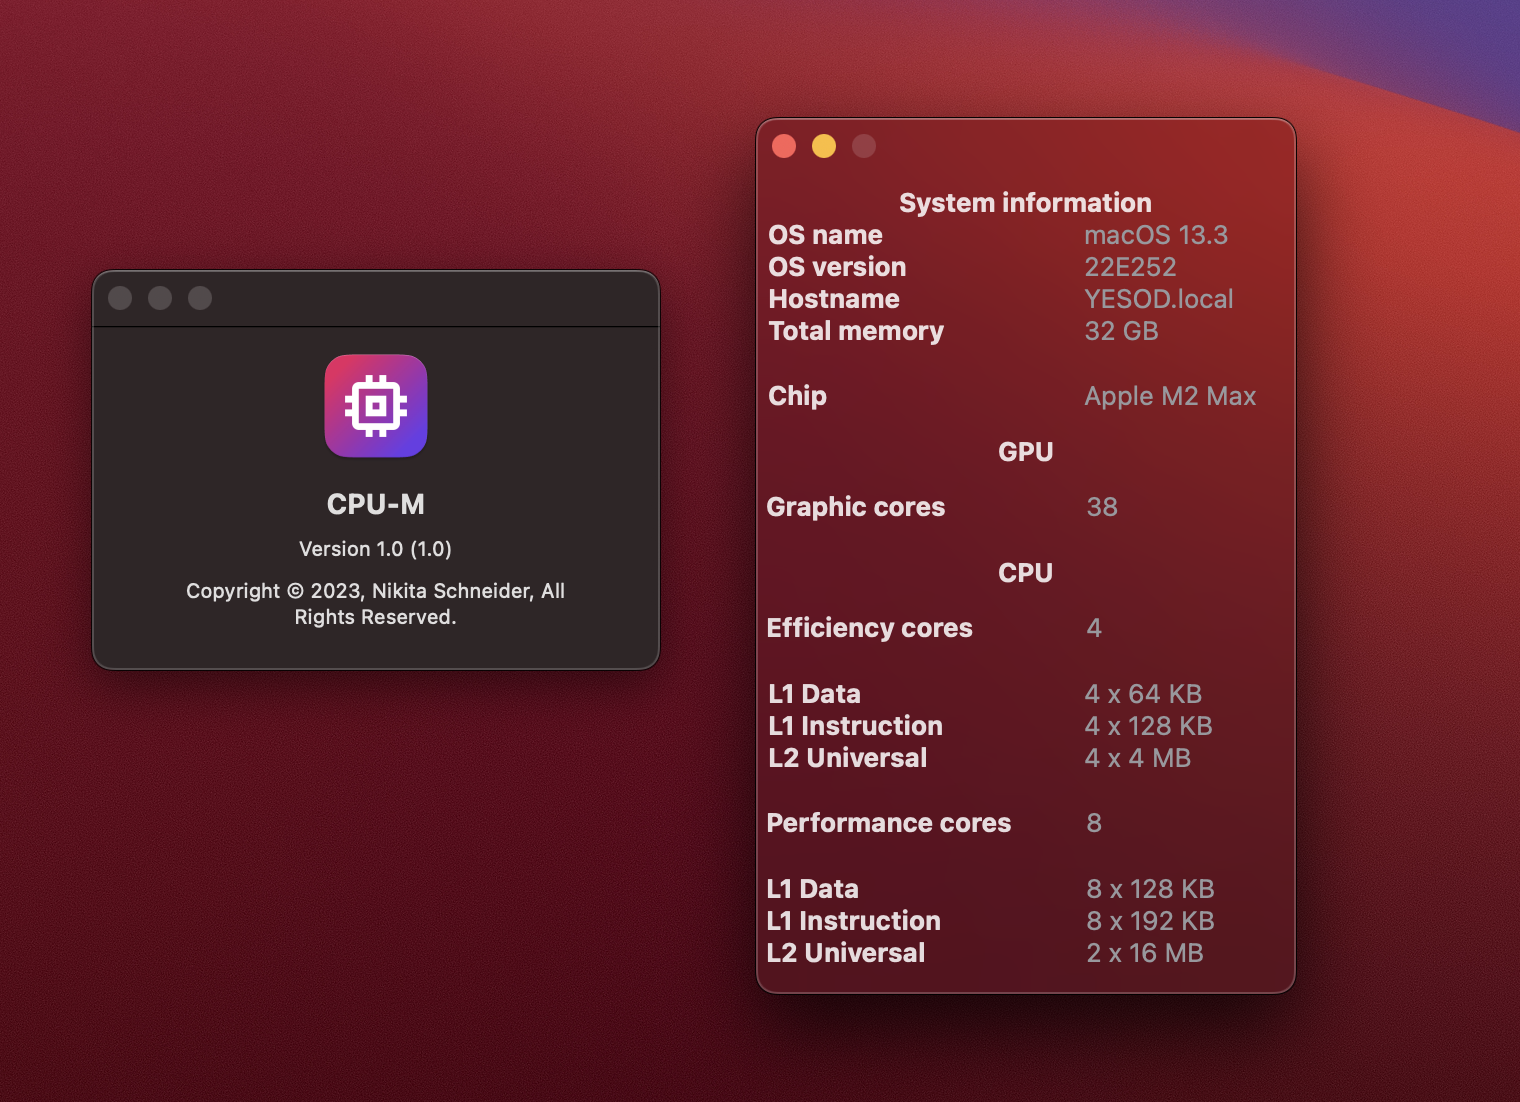 CPU-M
Version 1.0 (1.0)
Copyright © 2023, Nikita Schneider, All
Rights Reserved.
System information
OS name macOS 13.3
OS version 22E252
Hostname YESOD.local
Total memory 32 GB
Chip Apple M2 Max
GPU
Graphic cores 38
CPU
Efficiency cores 4
L1 Data 4 x 64 KB
L1 Instruction 4 x 128 KB
L2 Universal 4 x 4 MB
Performance cores 8
L1 Data 8 x 128 KB
L1 Instruction 8 x 192 KB
L2 Universal 2 x 16 MB